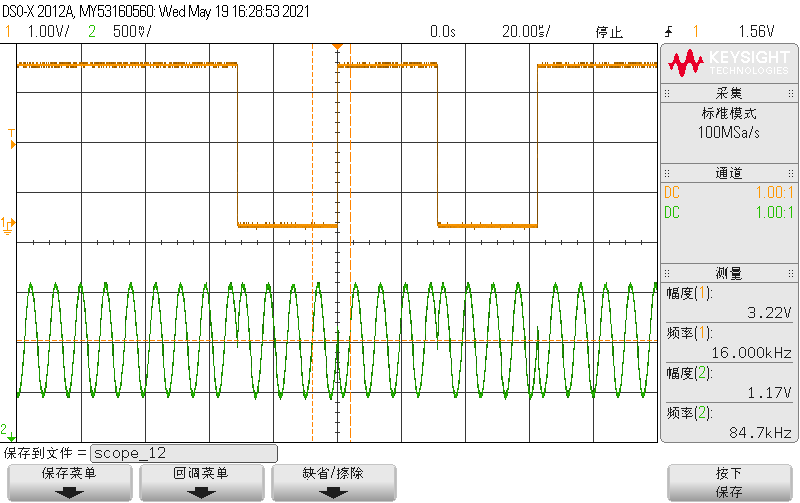 DSO-X 2012A, MY53160560: Wed May 19 16:28:53 2021
1 1.00V/ 2 500mV/ 0.0s 20.00us/ 停止 1 1.56V
KEYSIGHT
TECHNOLOGIES
采集
标准模式
100MSa/s
通道
DC 1.00:1
DC 1.00:1
测量
幅度(1):
3.22V
频率(1):
16.000kHz
幅度(2):
1.17V
频率(2):
84.7kHz
T
1
2
保存到文件 = scope_12
保存菜单
回调菜单
缺省/擦除
按下
保存